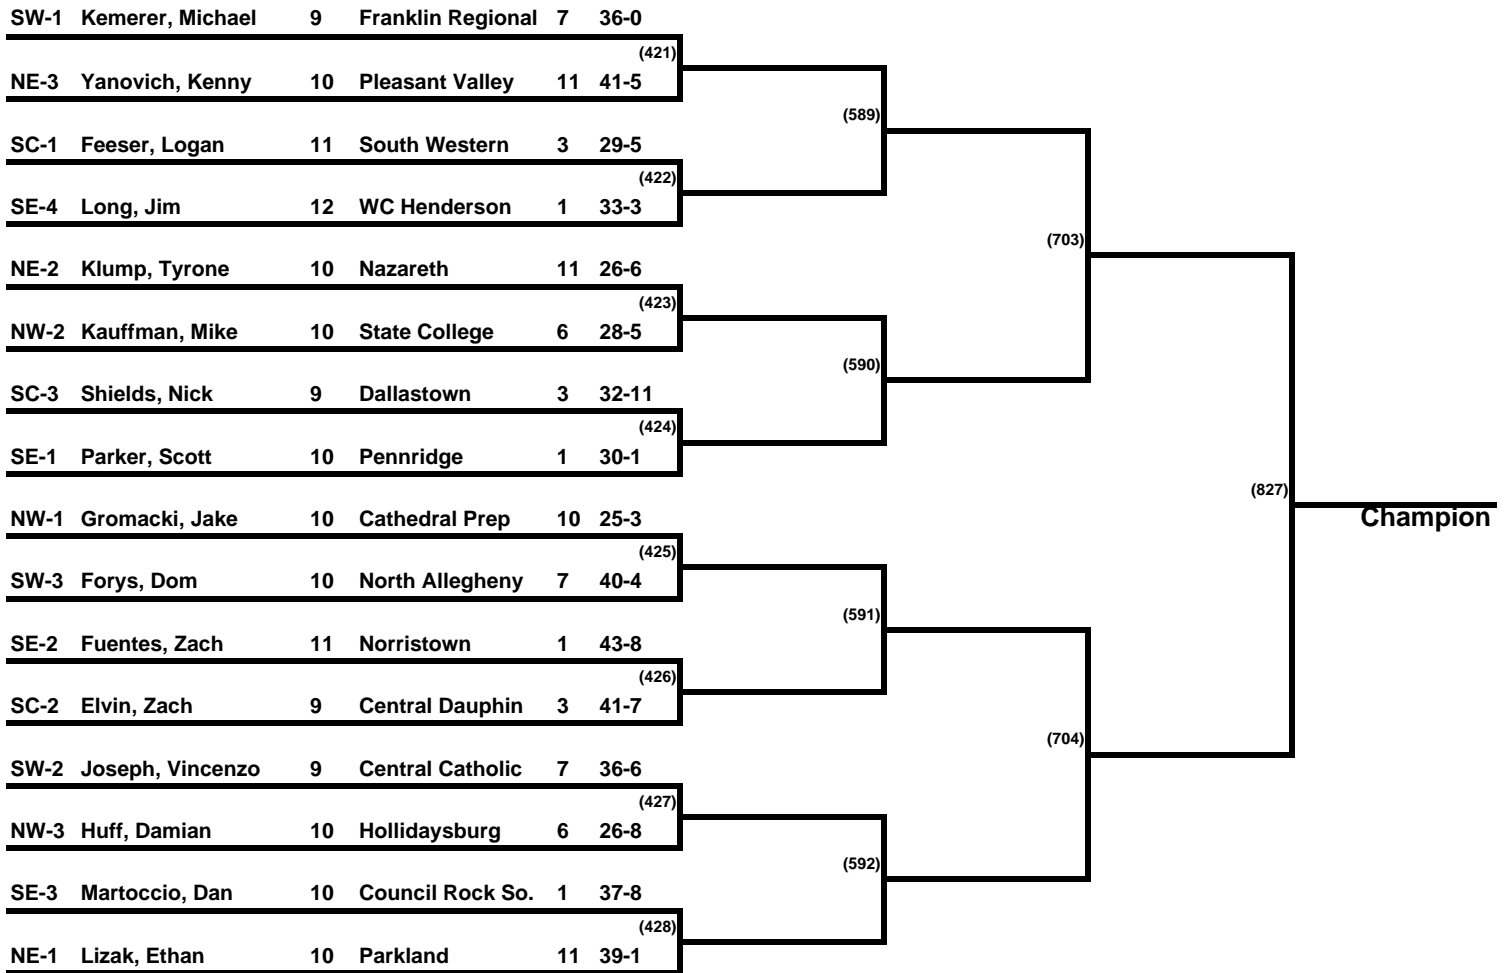 SW-1 Kemerer, Michael 9 Franklin Regional 7 36-0
(421)
NE-3 Yanovich, Kenny 10 Pleasant Valley 11 41-5
(589)
SC-1 Feeser, Logan 11 South Western 3 29-5
(422)
SE-4 Long, Jim 12 WC Henderson 1 33-3
(703)
NE-2 Klump, Tyrone 10 Nazareth 11 26-6
(423)
NW-2 Kauffman, Mike 10 State College 6 28-5
(590)
SC-3 Shields, Nick 9 Dallastown 3 32-11
(424)
SE-1 Parker, Scott 10 Pennridge 1 30-1
(827)
NW-1 Gromacki, Jake 10 Cathedral Prep 10 25-3
Champion
(425)
SW-3 Forys, Dom 10 North Allegheny 7 40-4
(591)
SE-2 Fuentes, Zach 11 Norristown 1 43-8
(426)
SC-2 Elvin, Zach 9 Central Dauphin 3 41-7
(704)
SW-2 Joseph, Vincenzo 9 Central Catholic 7 36-6
(427)
NW-3 Huff, Damian 10 Hollidaysburg 6 26-8
(592)
SE-3 Martoccio, Dan 10 Council Rock So. 1 37-8
(428)
NE-1 Lizak, Ethan 10 Parkland 11 39-1